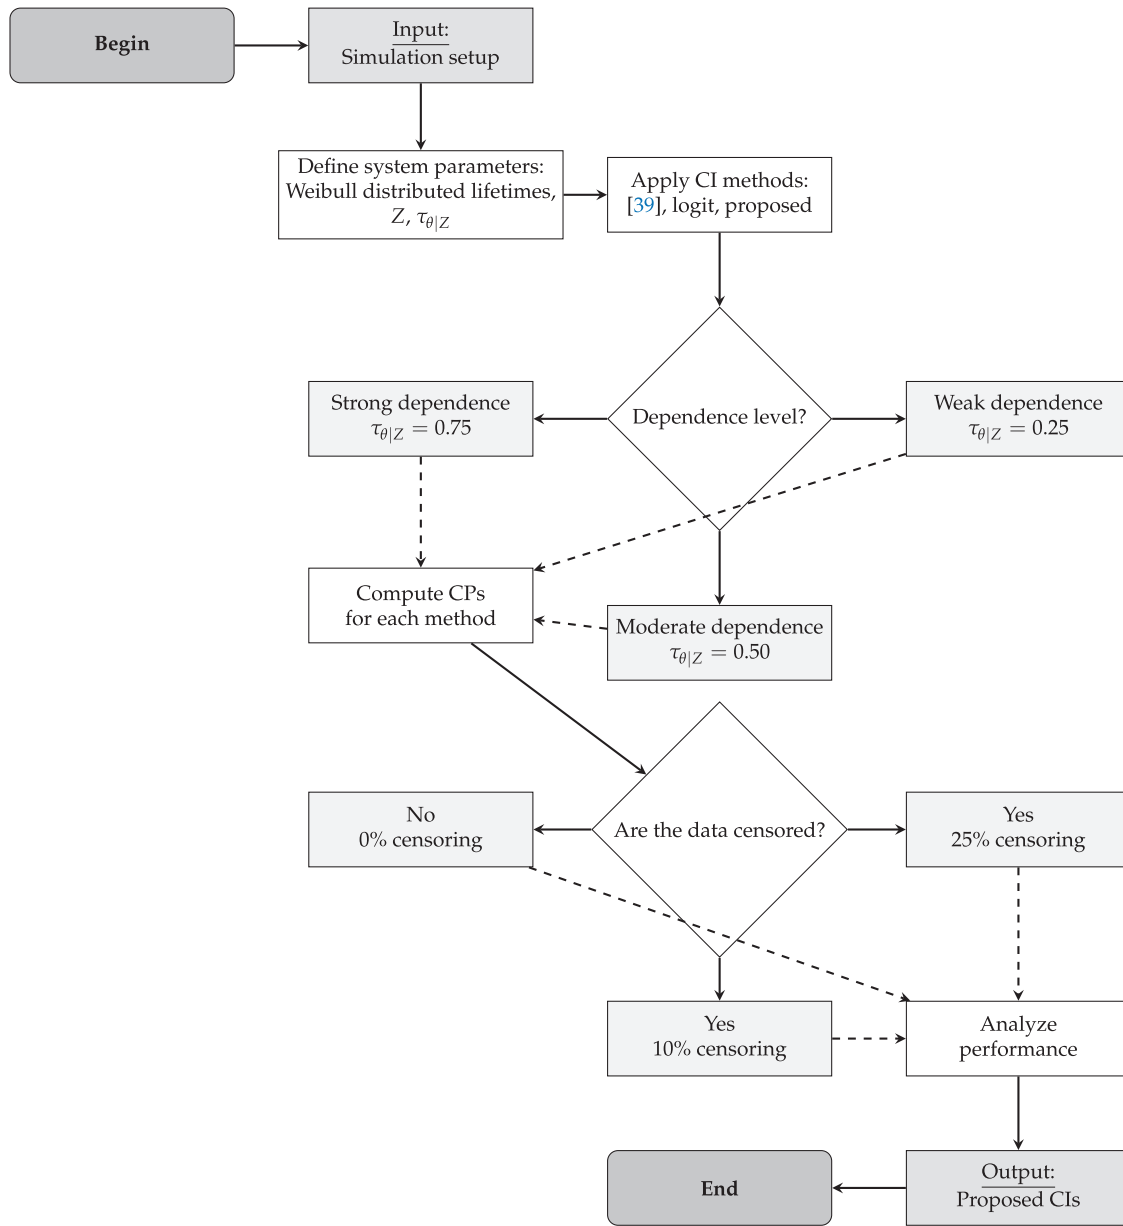 Begin
Input:
Simulation setup
Define system parameters:
Weibull distributed lifetimes,
Z, τθ|Z
Apply CI methods:
[39], logit, proposed
Dependence level?
Strong dependence
τθ|Z = 0.75
Weak dependence
τθ|Z = 0.25
Compute CPs
for each method
Moderate dependence
τθ|Z = 0.50
Are the data censored?
No
0% censoring
Yes
25% censoring
Yes
10% censoring
Analyze
performance
Output:
Proposed CIs
End